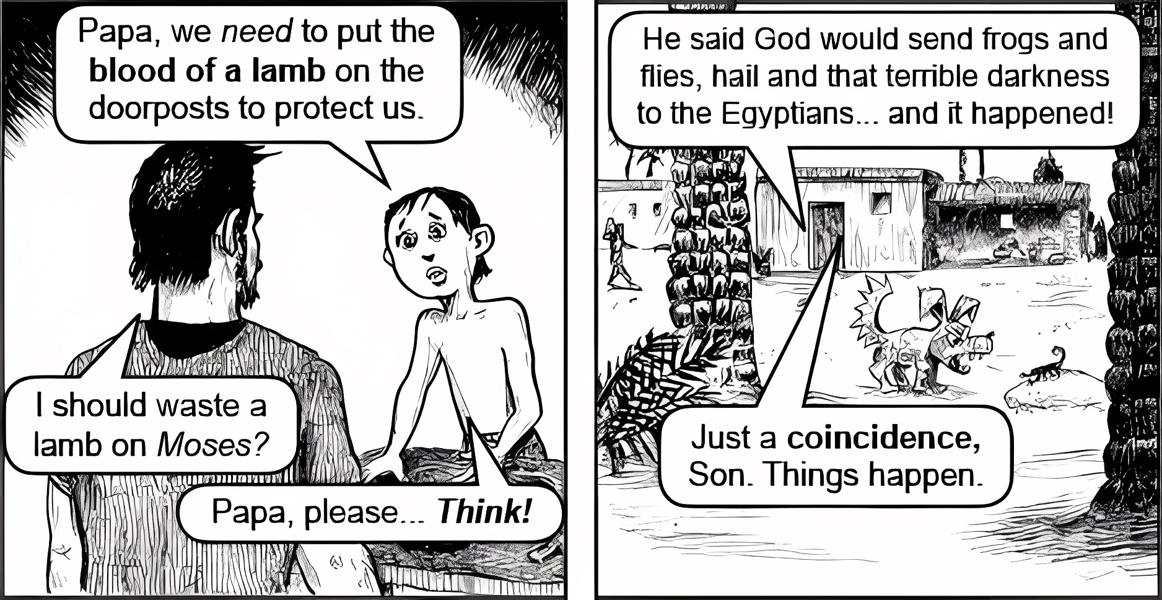 Papa, we need to put the
blood of a lamb on the
doorposts to protect us.
I should waste a
lamb on Moses?
Papa, please... Think!
He said God would send frogs and
flies, hail and that terrible darkness
to the Egyptians... and it happened!
Just a coincidence,
Son. Things happen.